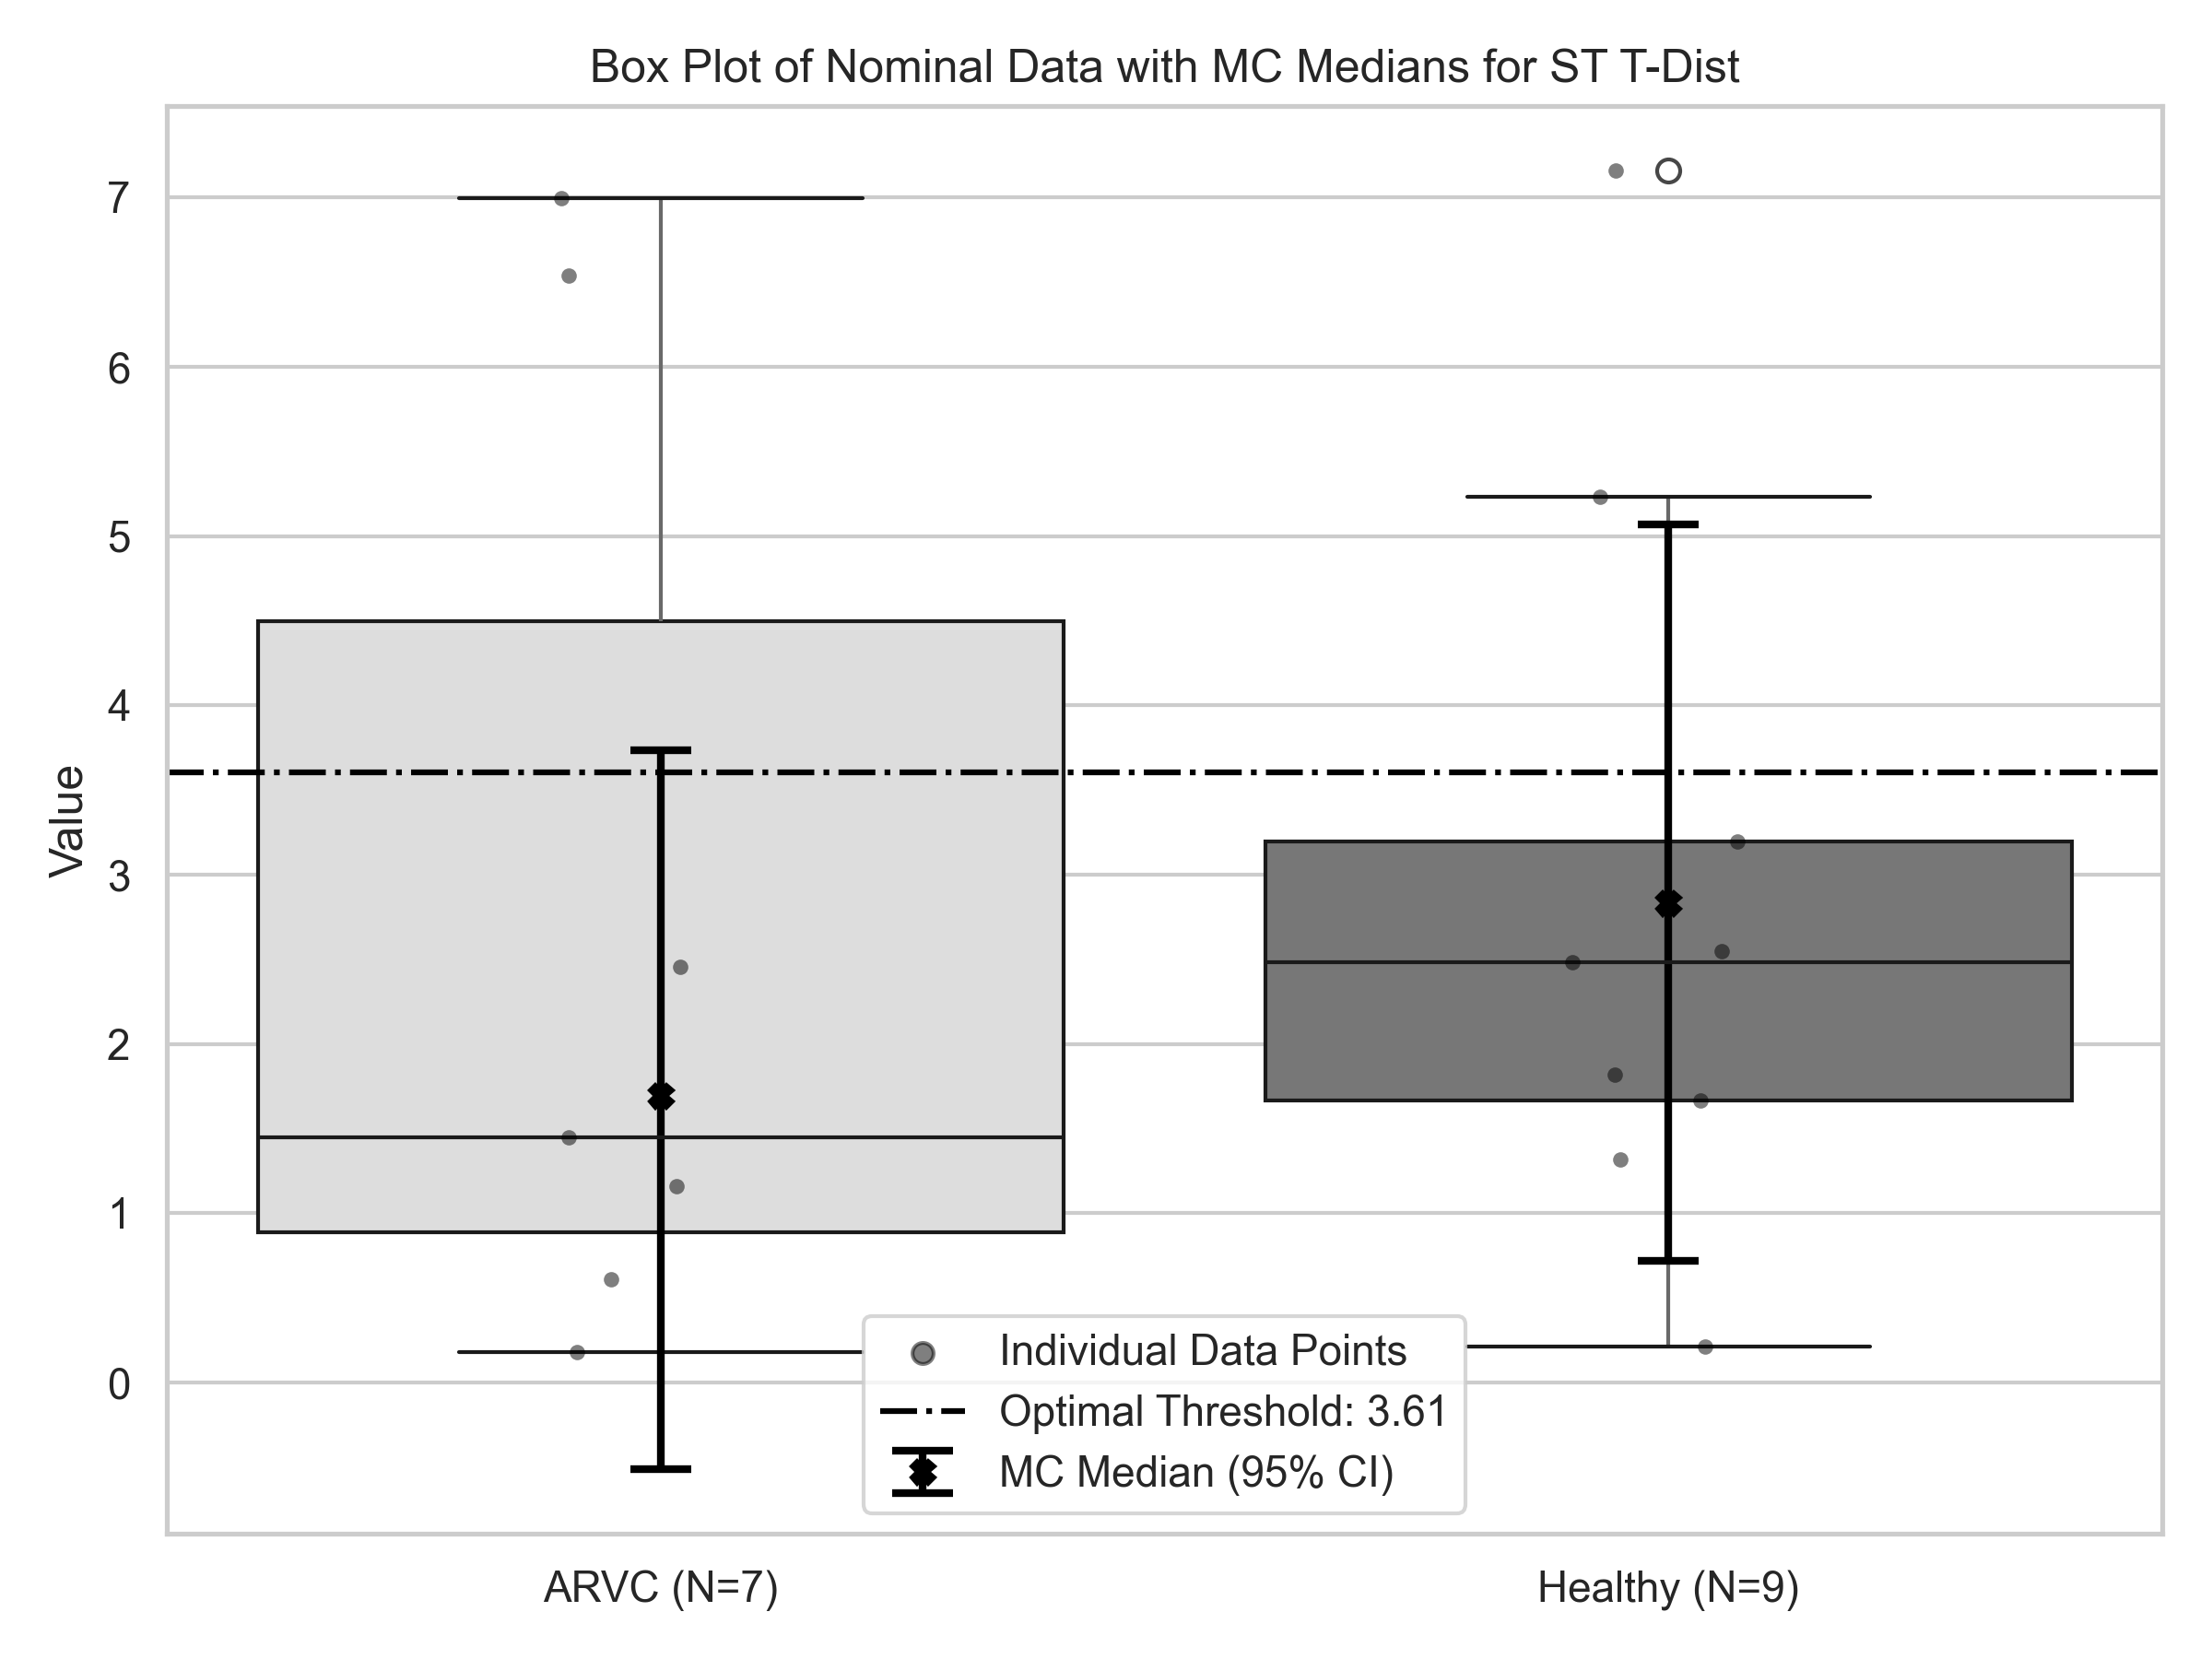 Box Plot of Nominal Data with MC Medians for ST T-Dist
Value
7
6
5
4
3
2
1
0
Individual Data Points
Optimal Threshold: 3.61
MC Median (95% CI)
ARVC (N=7)
Healthy (N=9)